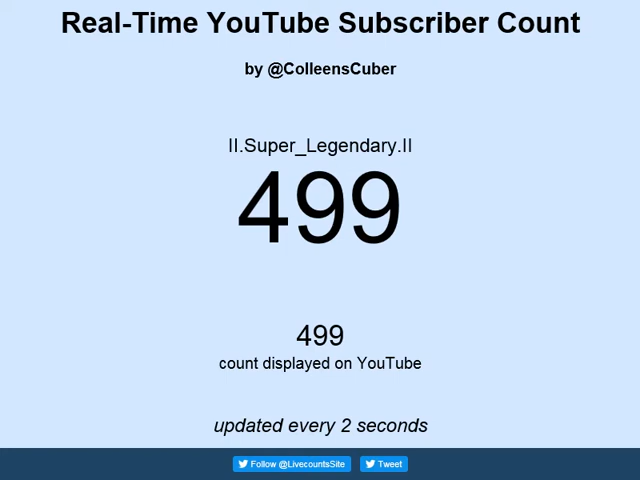 Real-Time YouTube Subscriber Count
by @ColleensCuber
II.Super_Legendary.II
499
499
count displayed on YouTube
updated every 2 seconds
Follow @LivecountsSite Tweet